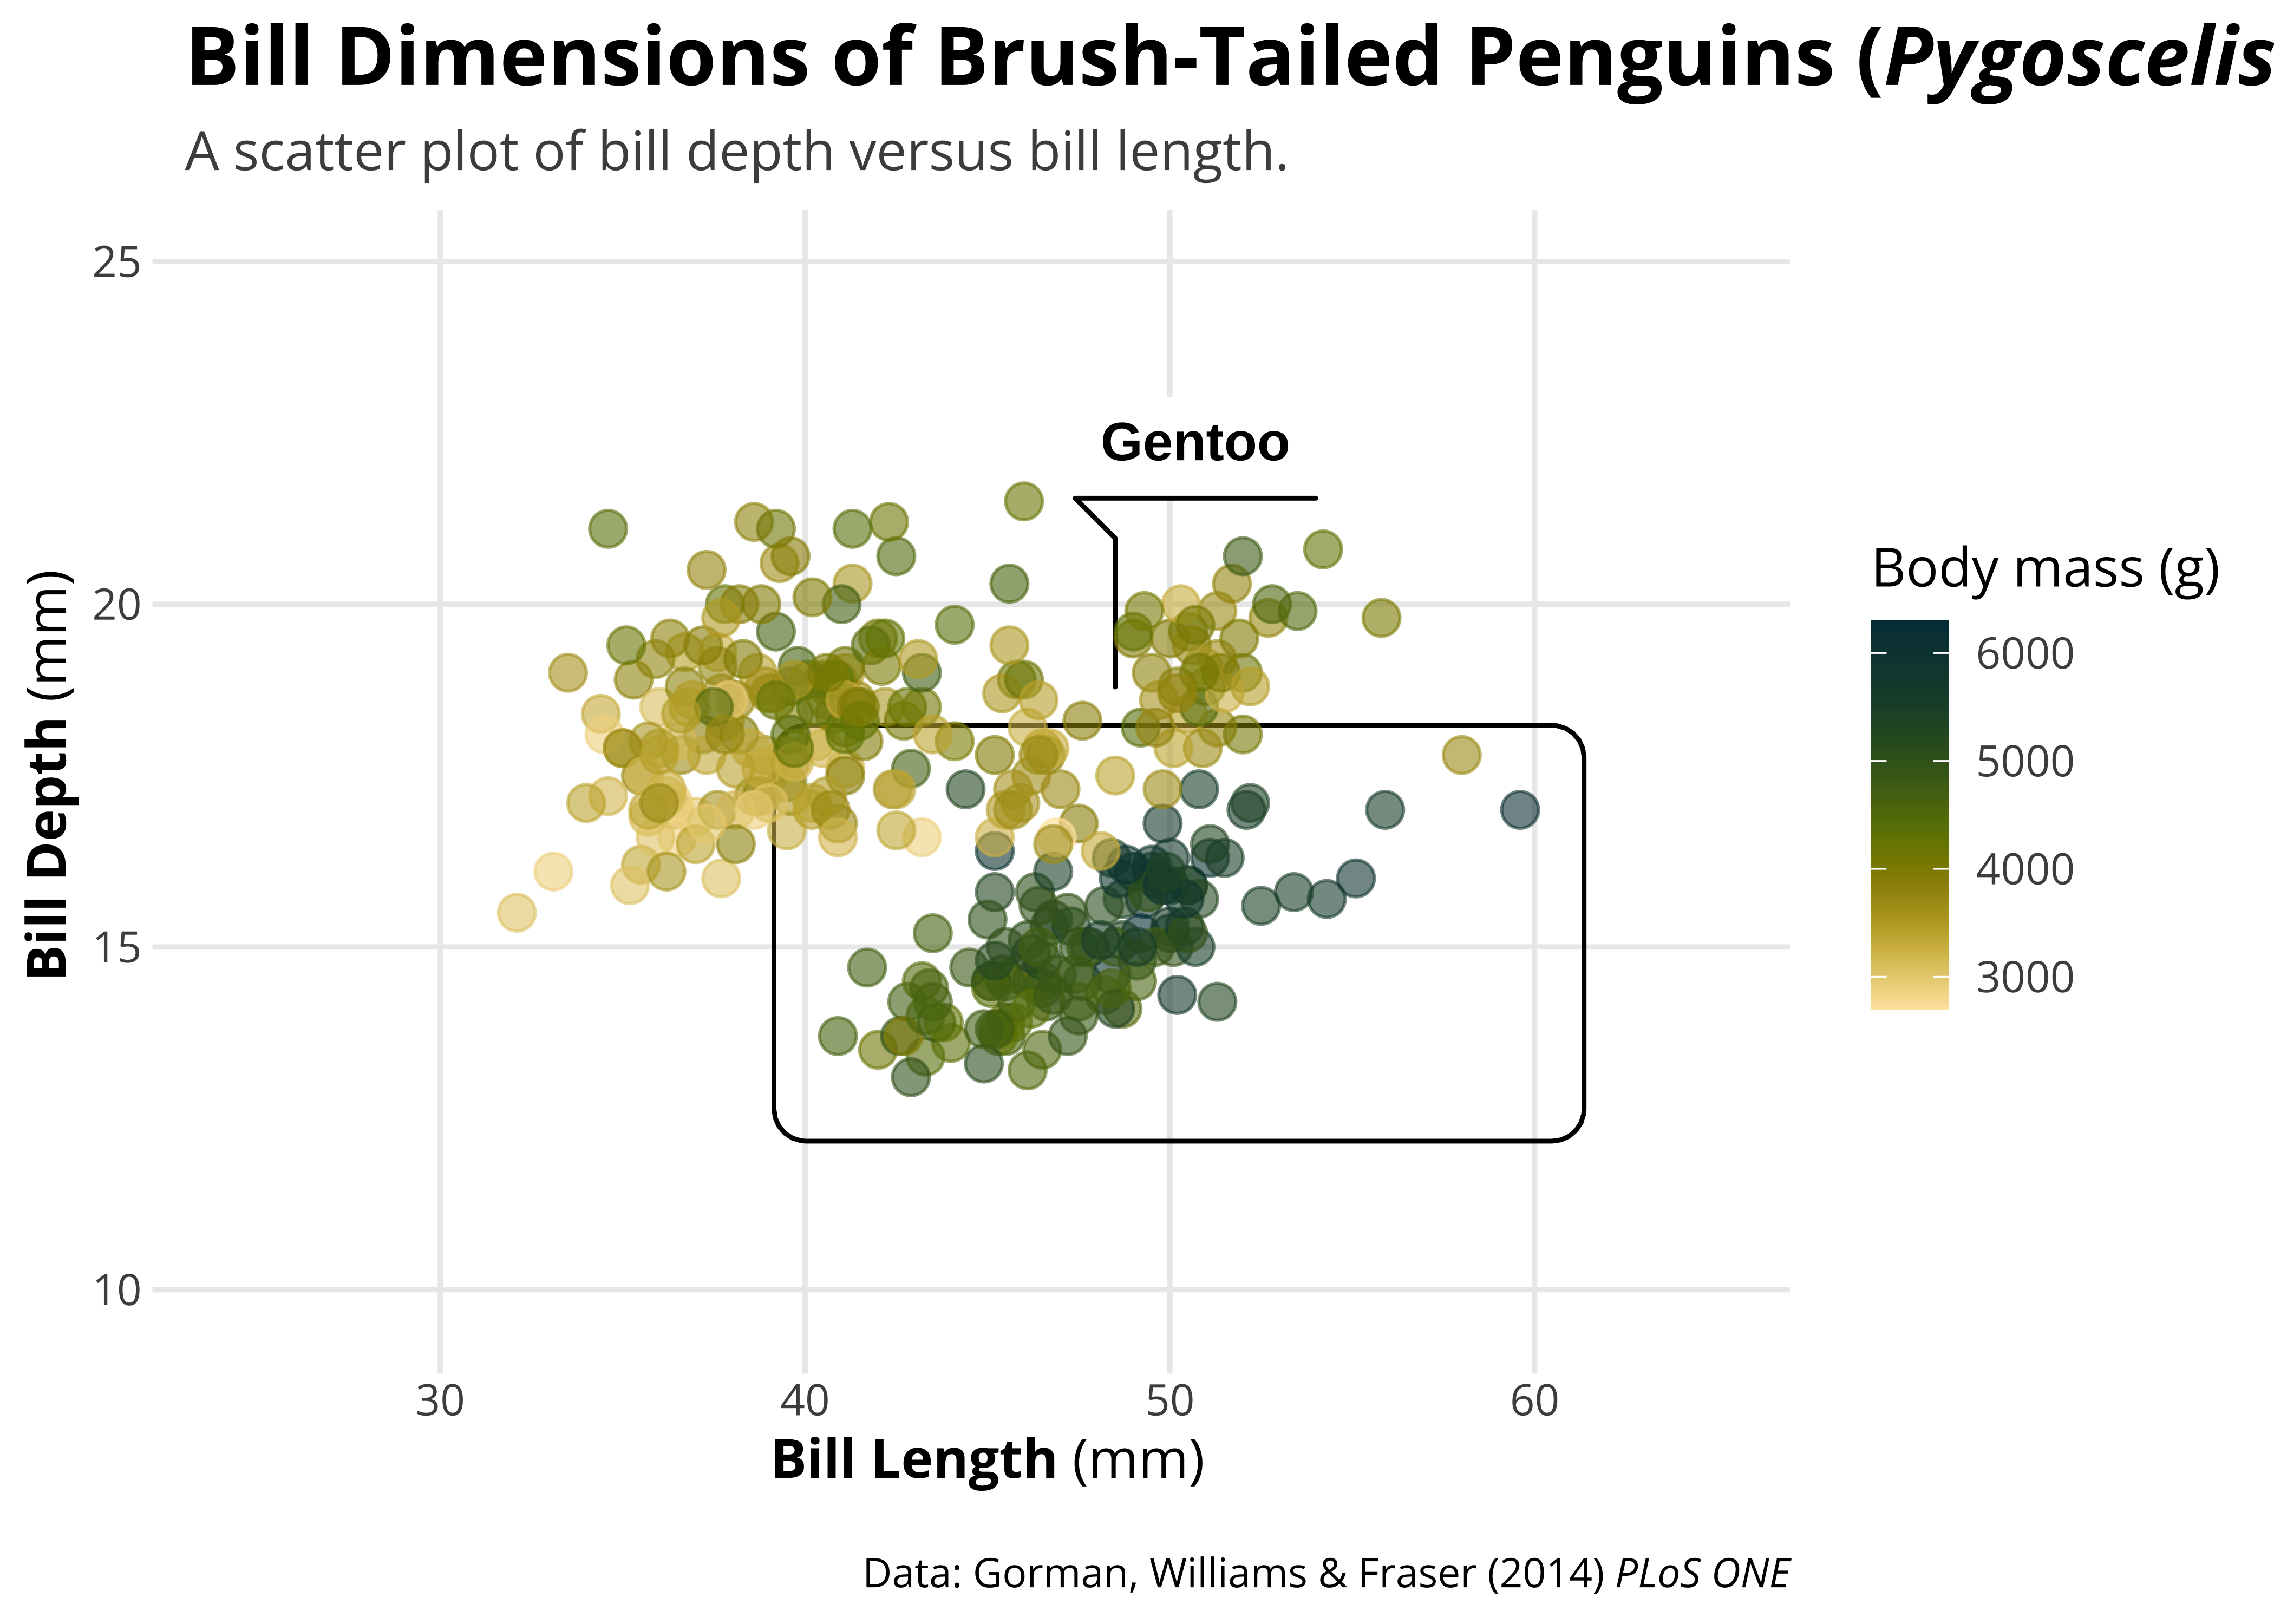 Bill Dimensions of Brush-Tailed Penguins (Pygoscelis
A scatter plot of bill depth versus bill length.
25
20
15
10
Bill Depth (mm)
Gentoo
30 40 50 60
Bill Length (mm)
Body mass (g)
6000
5000
4000
3000
Data: Gorman, Williams & Fraser (2014) PLoS ONE